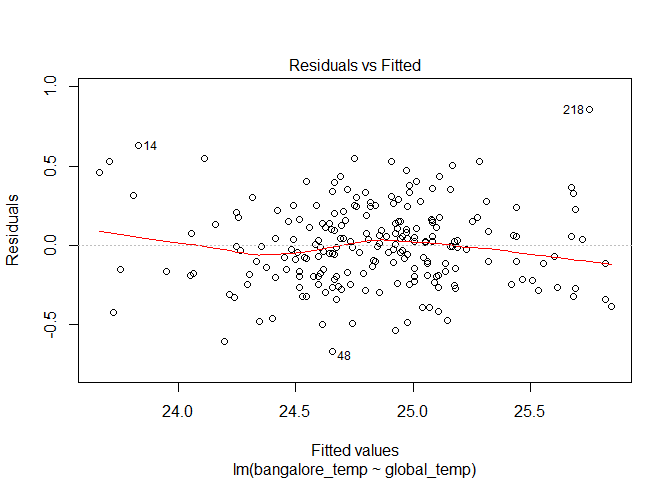 Residuals vs Fitted
1.0
0.5
0.0
-0.5
Residuals
218
14
48
24.0 24.5 25.0 25.5
Fitted values
lm(bangalore_temp ~ global_temp)